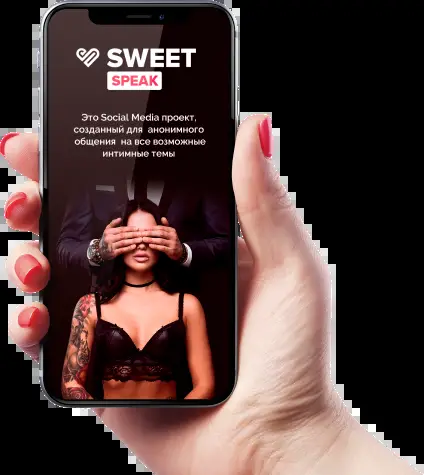 SWEET
SPEAK
Это Social Media проект,
созданный для анонимного
общения на все возможные
интимные темы